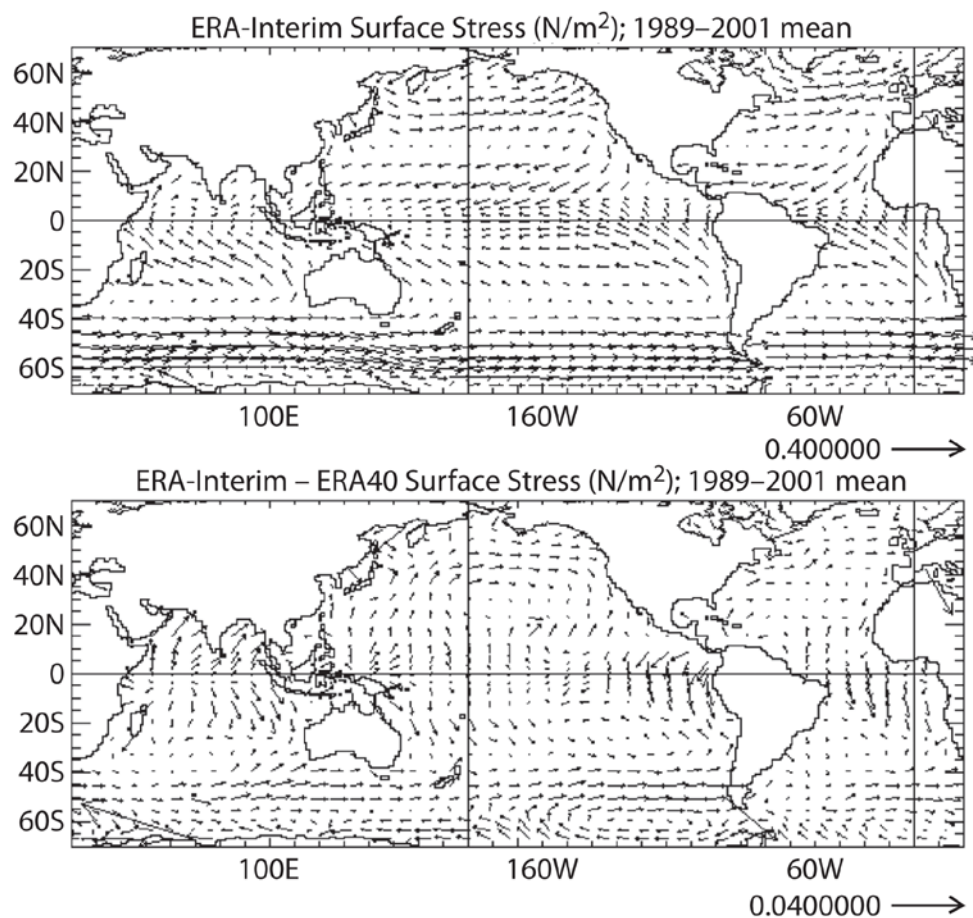 ERA-Interim Surface Stress (N/m²); 1989–2001 mean
60N
40N
20N
0
20S
40S
60S
100E 160W 60W
0.400000
ERA-Interim – ERA40 Surface Stress (N/m²); 1989–2001 mean
60N
40N
20N
0
20S
40S
60S
100E 160W 60W
0.0400000